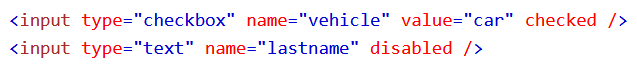 <input type="checkbox" name="vehicle" value="car" checked />
<input type="text" name="lastname" disabled />